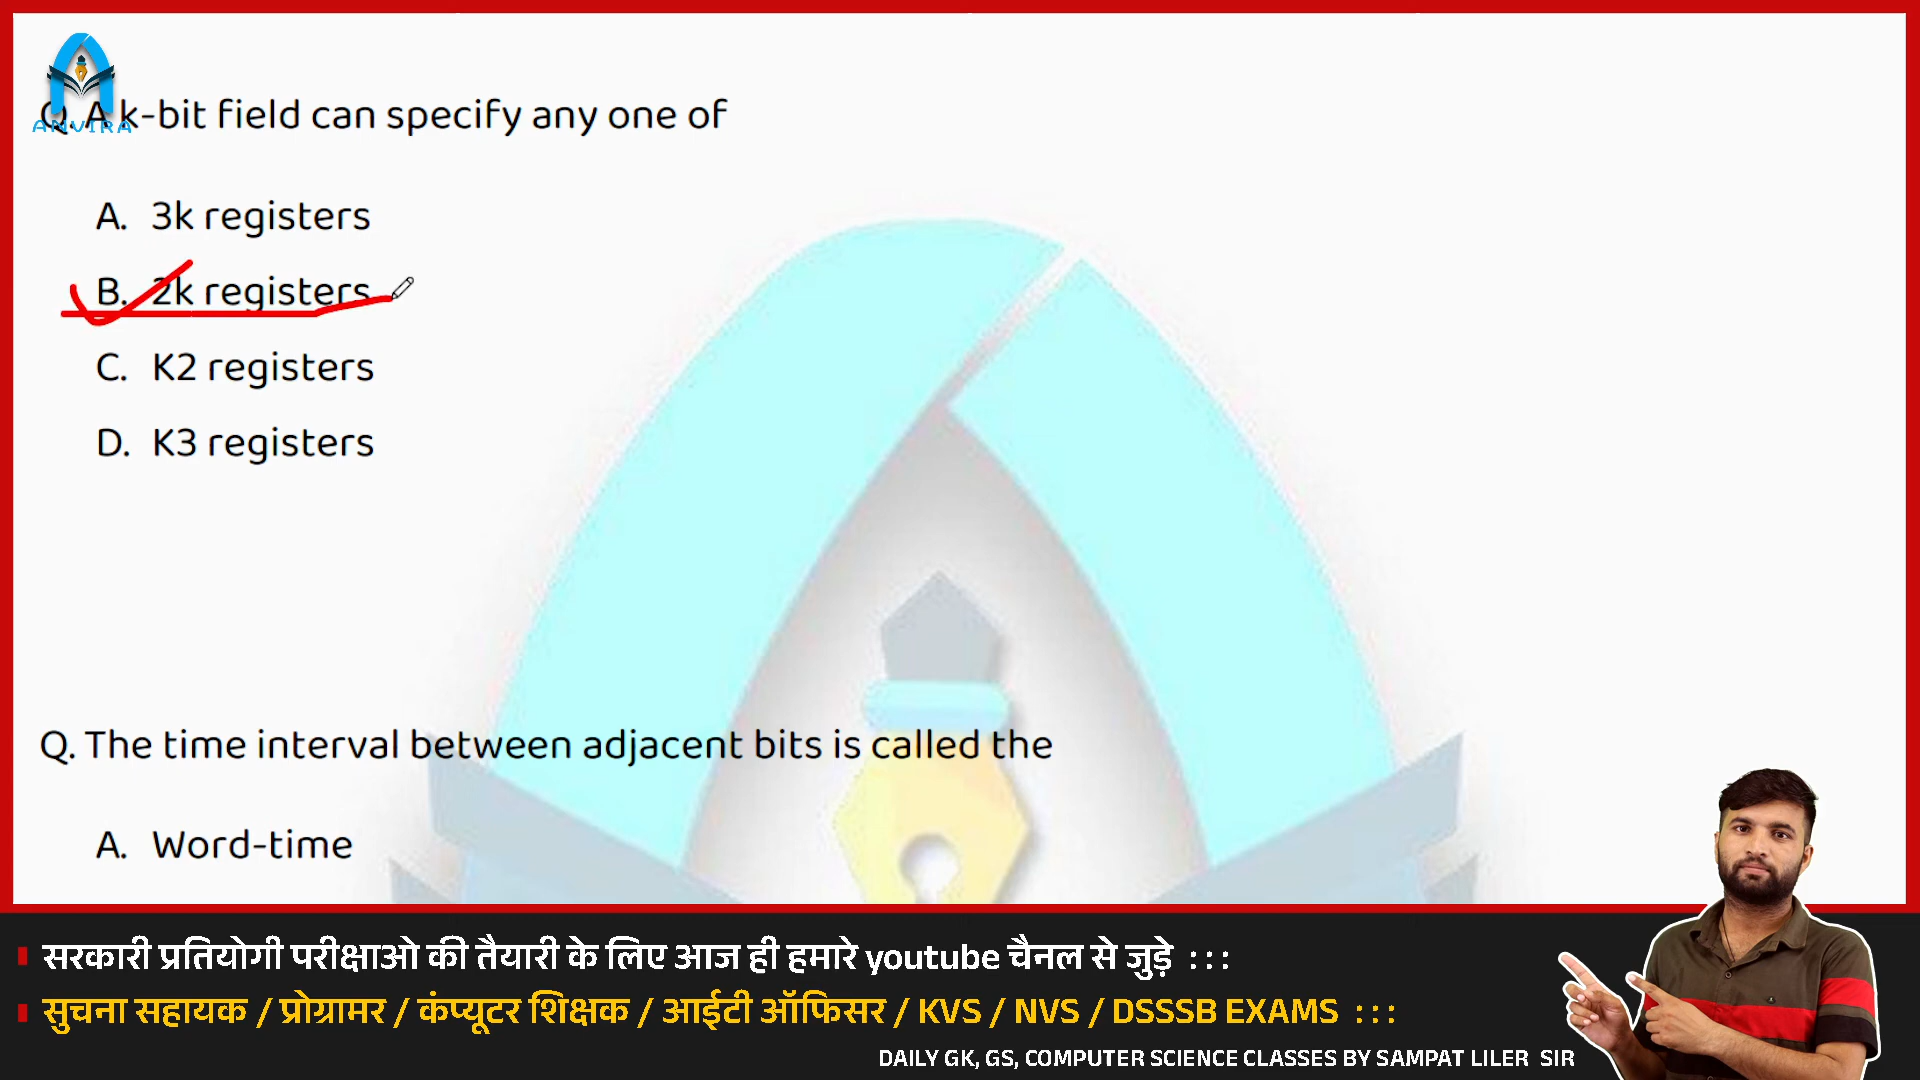 ANVIRA
Q. A k-bit field can specify any one of
A. 3k registers
B. 2k registers
C. K2 registers
D. K3 registers
Q. The time interval between adjacent bits is called the
A. Word-time
सरकारी प्रतियोगी परीक्षाओ की तैयारी के लिए आज ही हमारे youtube चैनल से जुड़े :::
सुचना सहायक / प्रोग्रामर / कंप्यूटर शिक्षक / आईटी ऑफिसर / KVS / NVS / DSSSB EXAMS :::
DAILY GK, GS, COMPUTER SCIENCE CLASSES BY SAMPAT LILER SIR